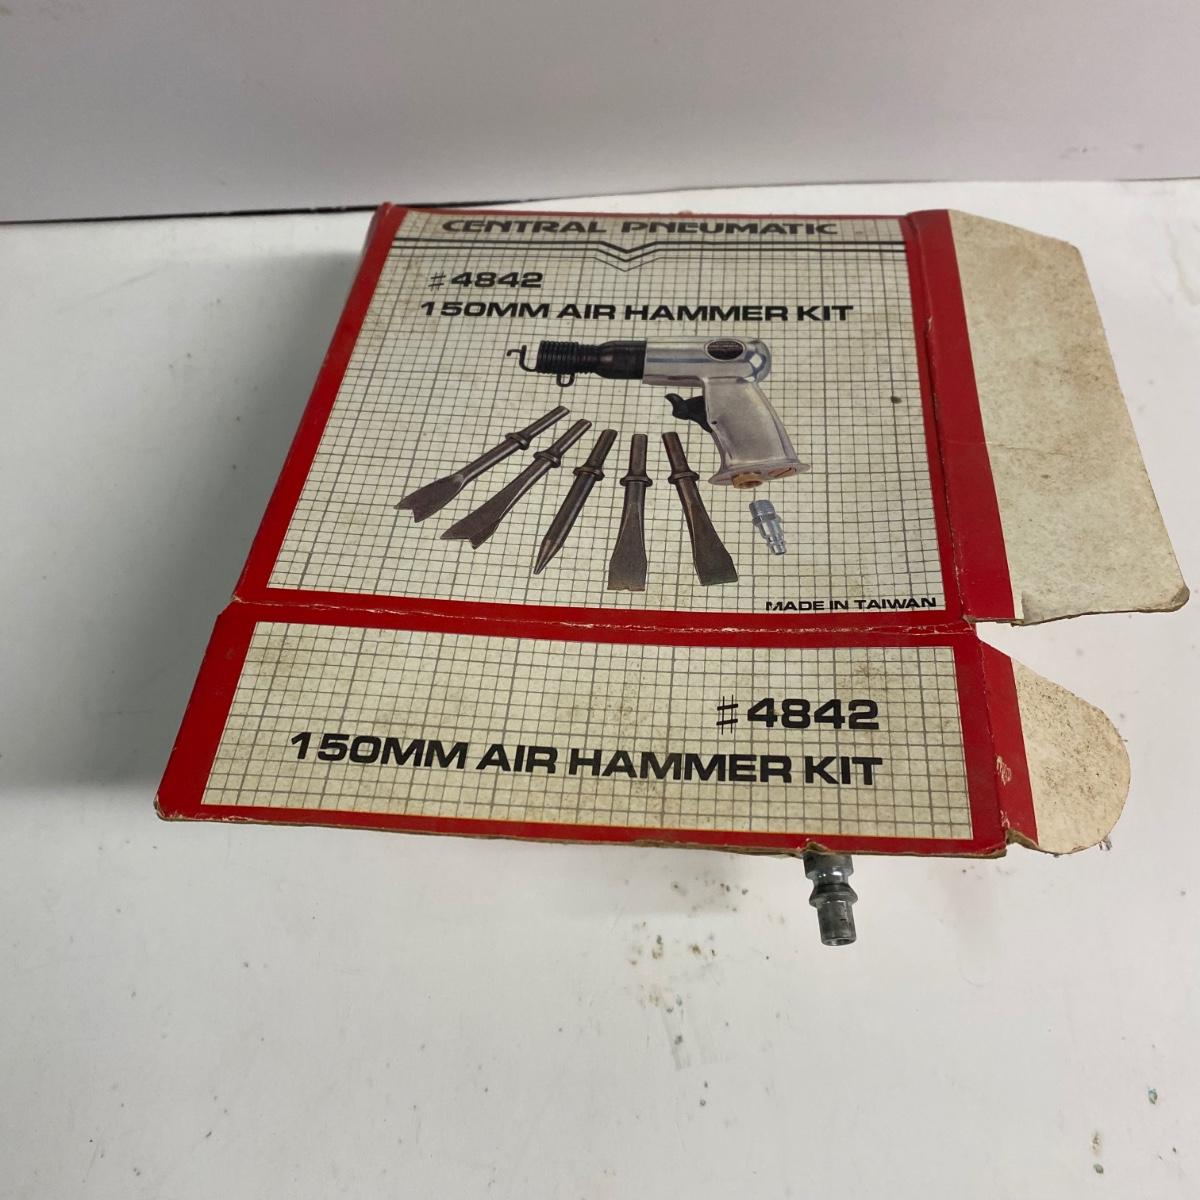 CENTRAL PNEUMATIC
#4842
150MM AIR HAMMER KIT
MADE IN TAIWAN
#4842
150MM AIR HAMMER KIT